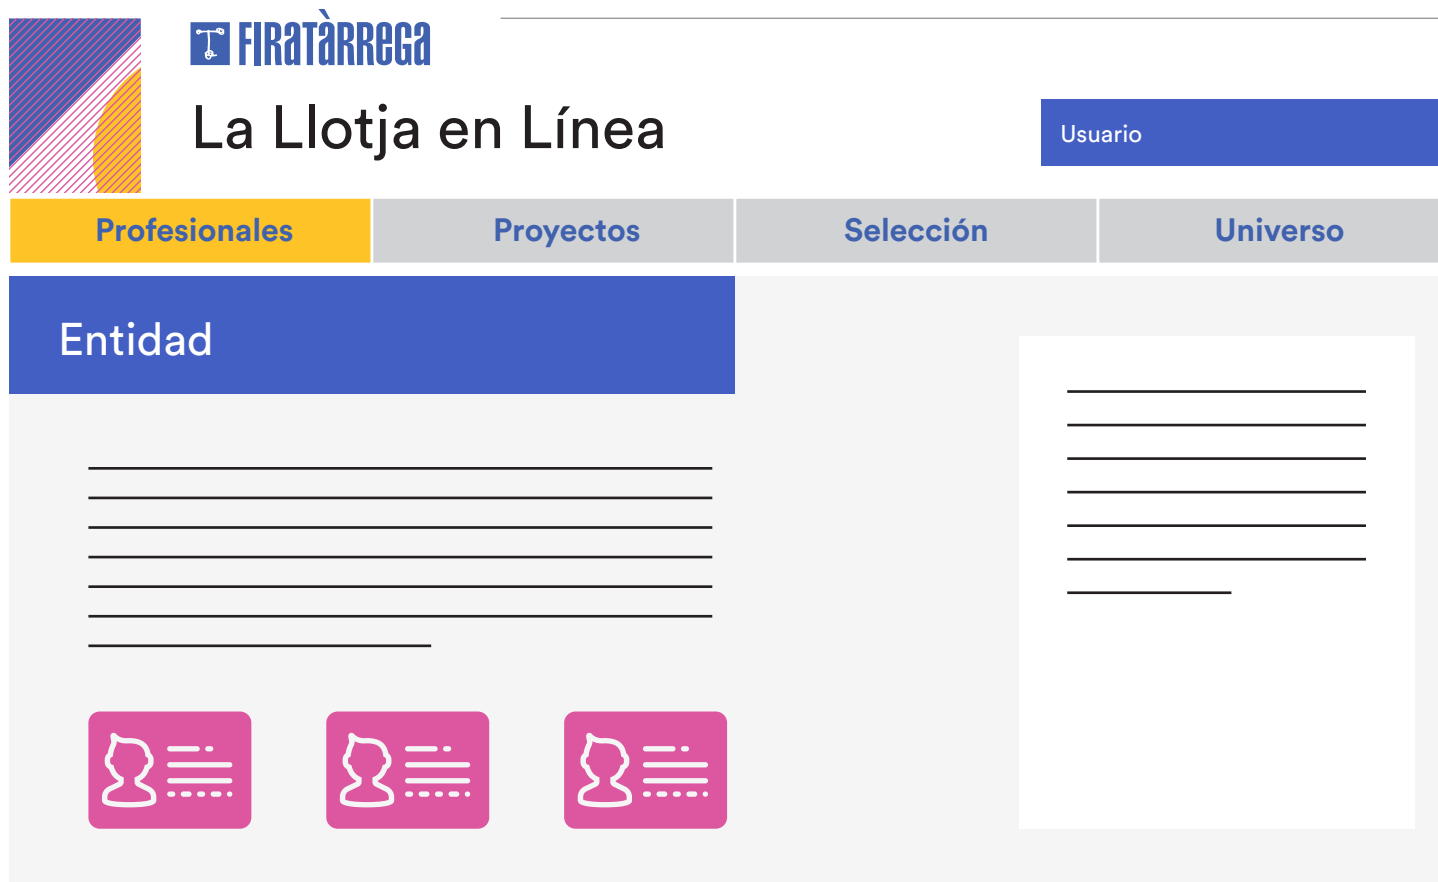 FIRATÀRREGA
La Llotja en Línea
Usuario
Profesionales
Proyectos
Selección
Universo
Entidad